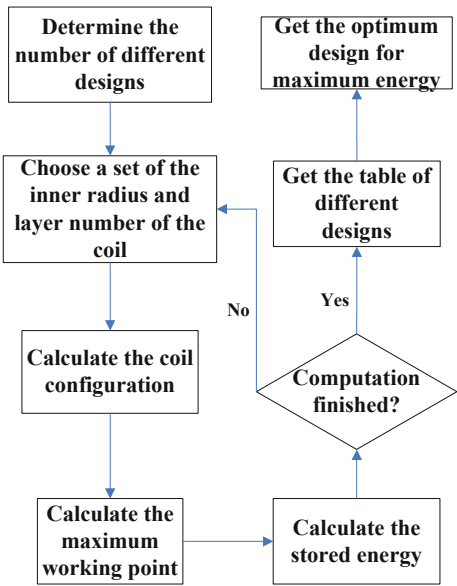 Determine the
number of different
designs
Choose a set of the
inner radius and
layer number of the
coil
Calculate the coil
configuration
Calculate the
maximum
working point
Calculate the
stored energy
Computation
finished?
No
Yes
Get the table of
different
designs
Get the optimum
design for
maximum energy